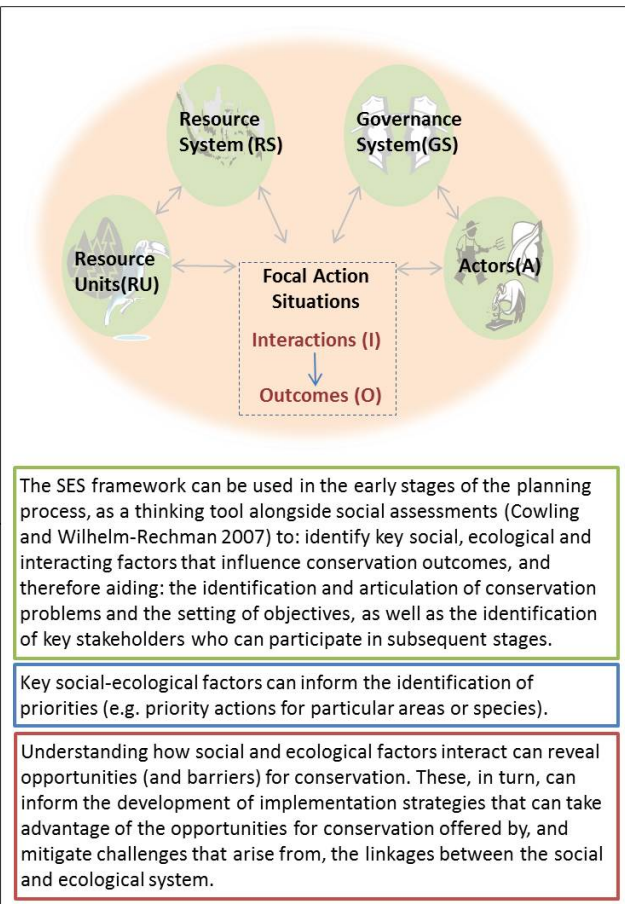 Resource
System (RS)
Governance
System(GS)
Resource
Units(RU)
Actors(A)
Focal Action
Situations
Interactions (I)
Outcomes (O)
The SES framework can be used in the early stages of the planning
process, as a thinking tool alongside social assessments (Cowling
and Wilhelm-Rechman 2007) to: identify key social, ecological and
interacting factors that influence conservation outcomes, and
therefore aiding: the identification and articulation of conservation
problems and the setting of objectives, as well as the identification
of key stakeholders who can participate in subsequent stages.
Key social-ecological factors can inform the identification of
priorities (e.g. priority actions for particular areas or species).
Understanding how social and ecological factors interact can reveal
opportunities (and barriers) for conservation. These, in turn, can
inform the development of implementation strategies that can take
advantage of the opportunities for conservation offered by, and
mitigate challenges that arise from, the linkages between the social
and ecological system.